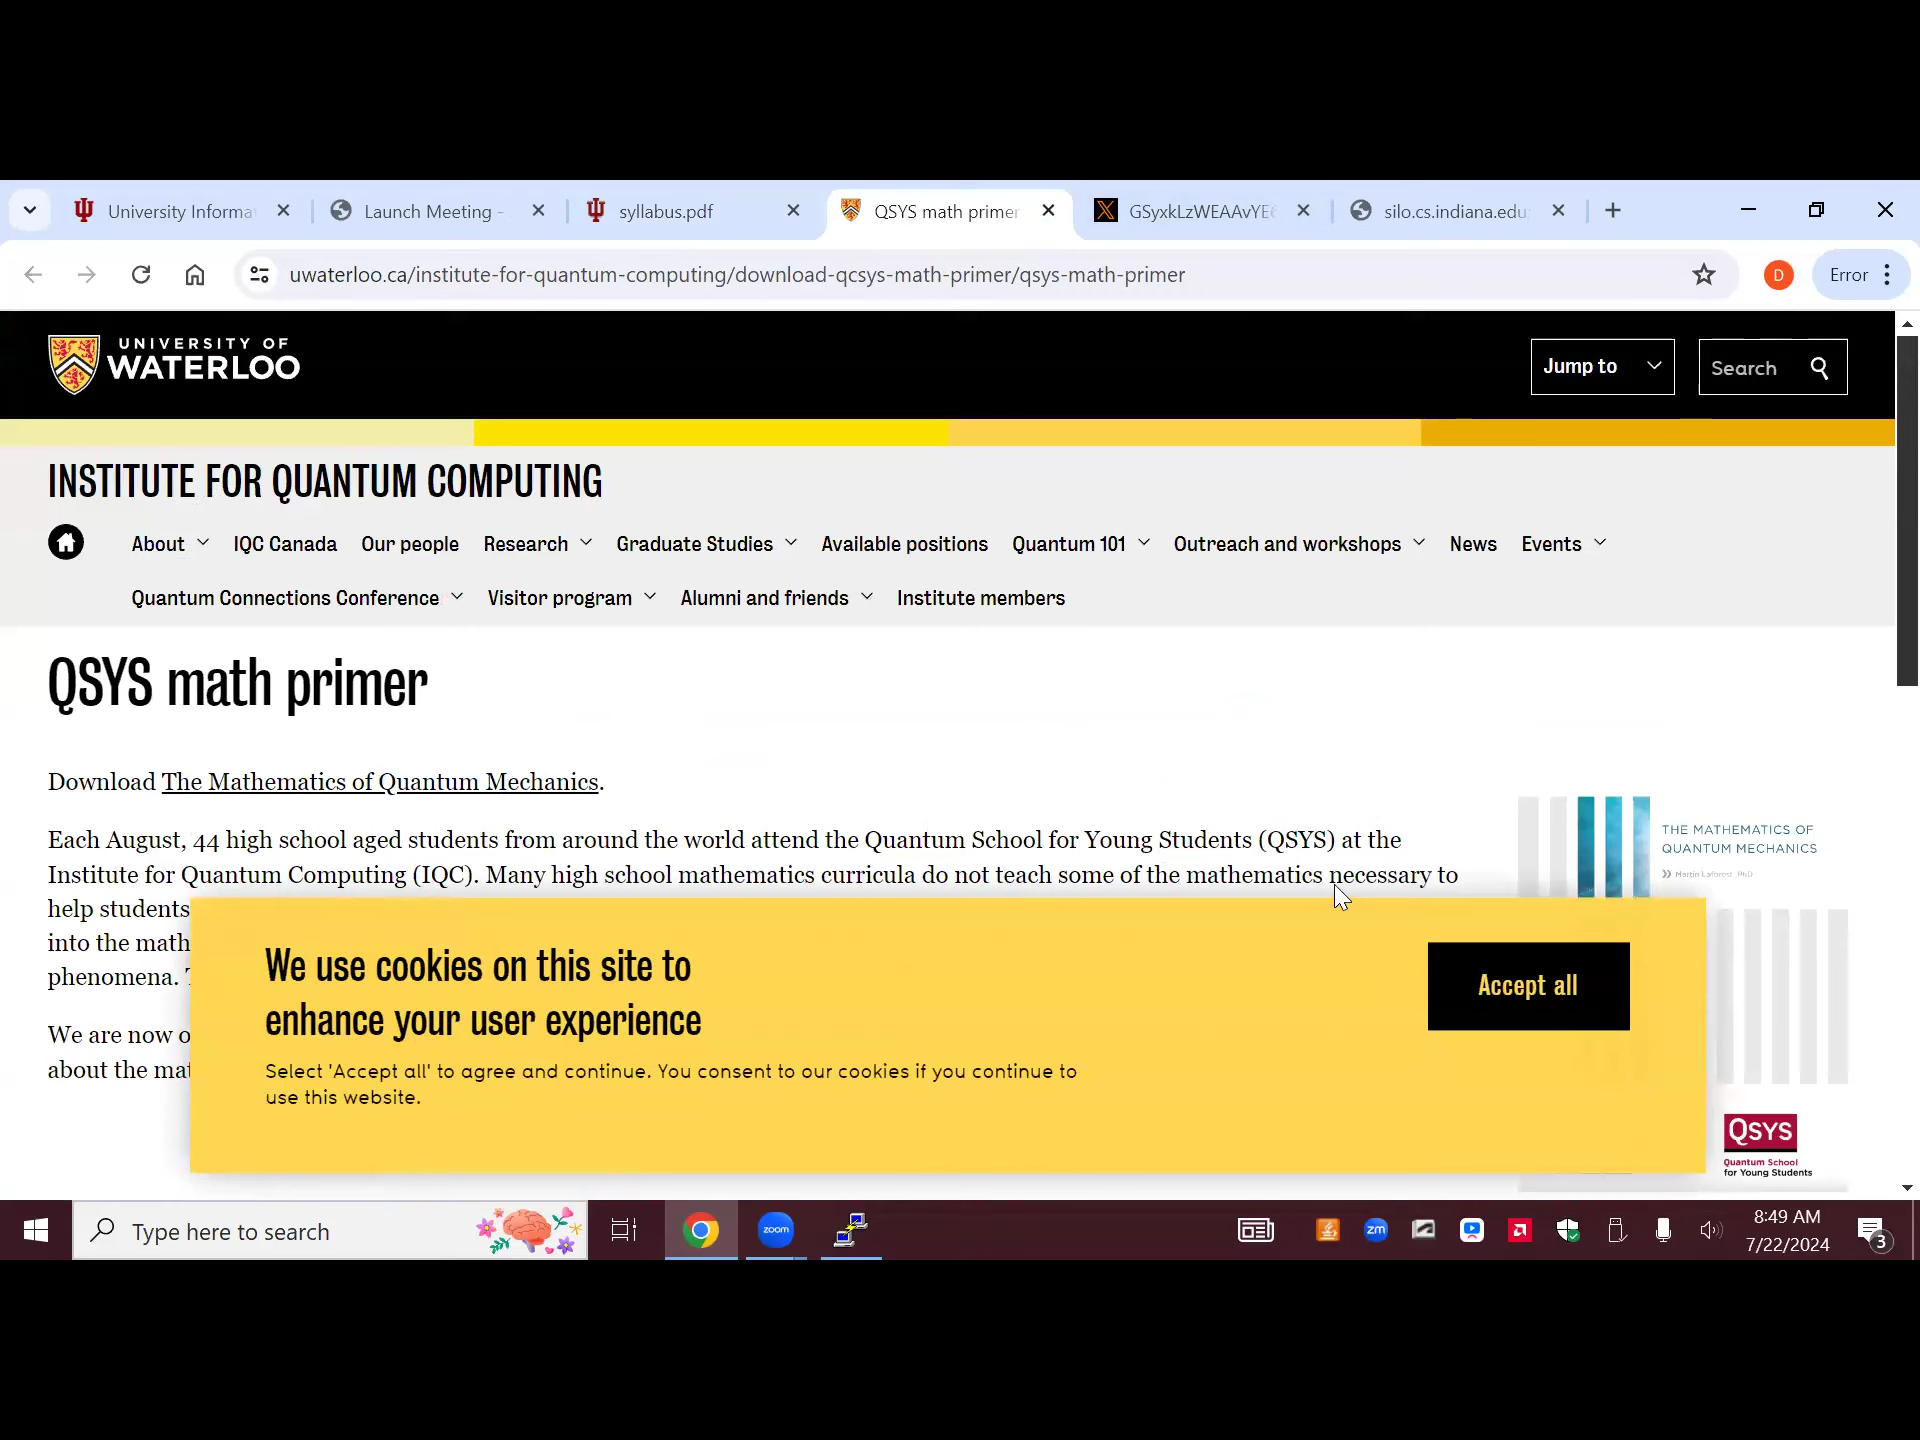 University Informa
Launch Meeting -
syllabus.pdf
QSYS math primer
GSyxkLzWEAAvYE
silo.cs.indiana.edu
uwaterloo.ca/institute-for-quantum-computing/download-qcsys-math-primer/qsys-math-primer
D
Error
UNIVERSITY OF
WATERLOO
Jump to
Search
INSTITUTE FOR QUANTUM COMPUTING
About
IQC Canada
Our people
Research
Graduate Studies
Available positions
Quantum 101
Outreach and workshops
News
Events
Quantum Connections Conference
Visitor program
Alumni and friends
Institute members
QSYS math primer
Download The Mathematics of Quantum Mechanics.
Each August, 44 high school aged students from around the world attend the Quantum School for Young Students (QSYS) at the
Institute for Quantum Computing (IQC). Many high school mathematics curricula do not teach some of the mathematics necessary to
help students
into the math
phenomena.
We are now o
about the mat
THE MATHEMATICS OF
QUANTUM MECHANICS
Martin Laforest, PhD
We use cookies on this site to
enhance your user experience
Select 'Accept all' to agree and continue. You consent to our cookies if you continue to
use this website.
Accept all
QSYS
Quantum School
for Young Students
Type here to search
zoom
zm
8:49 AM
7/22/2024
3